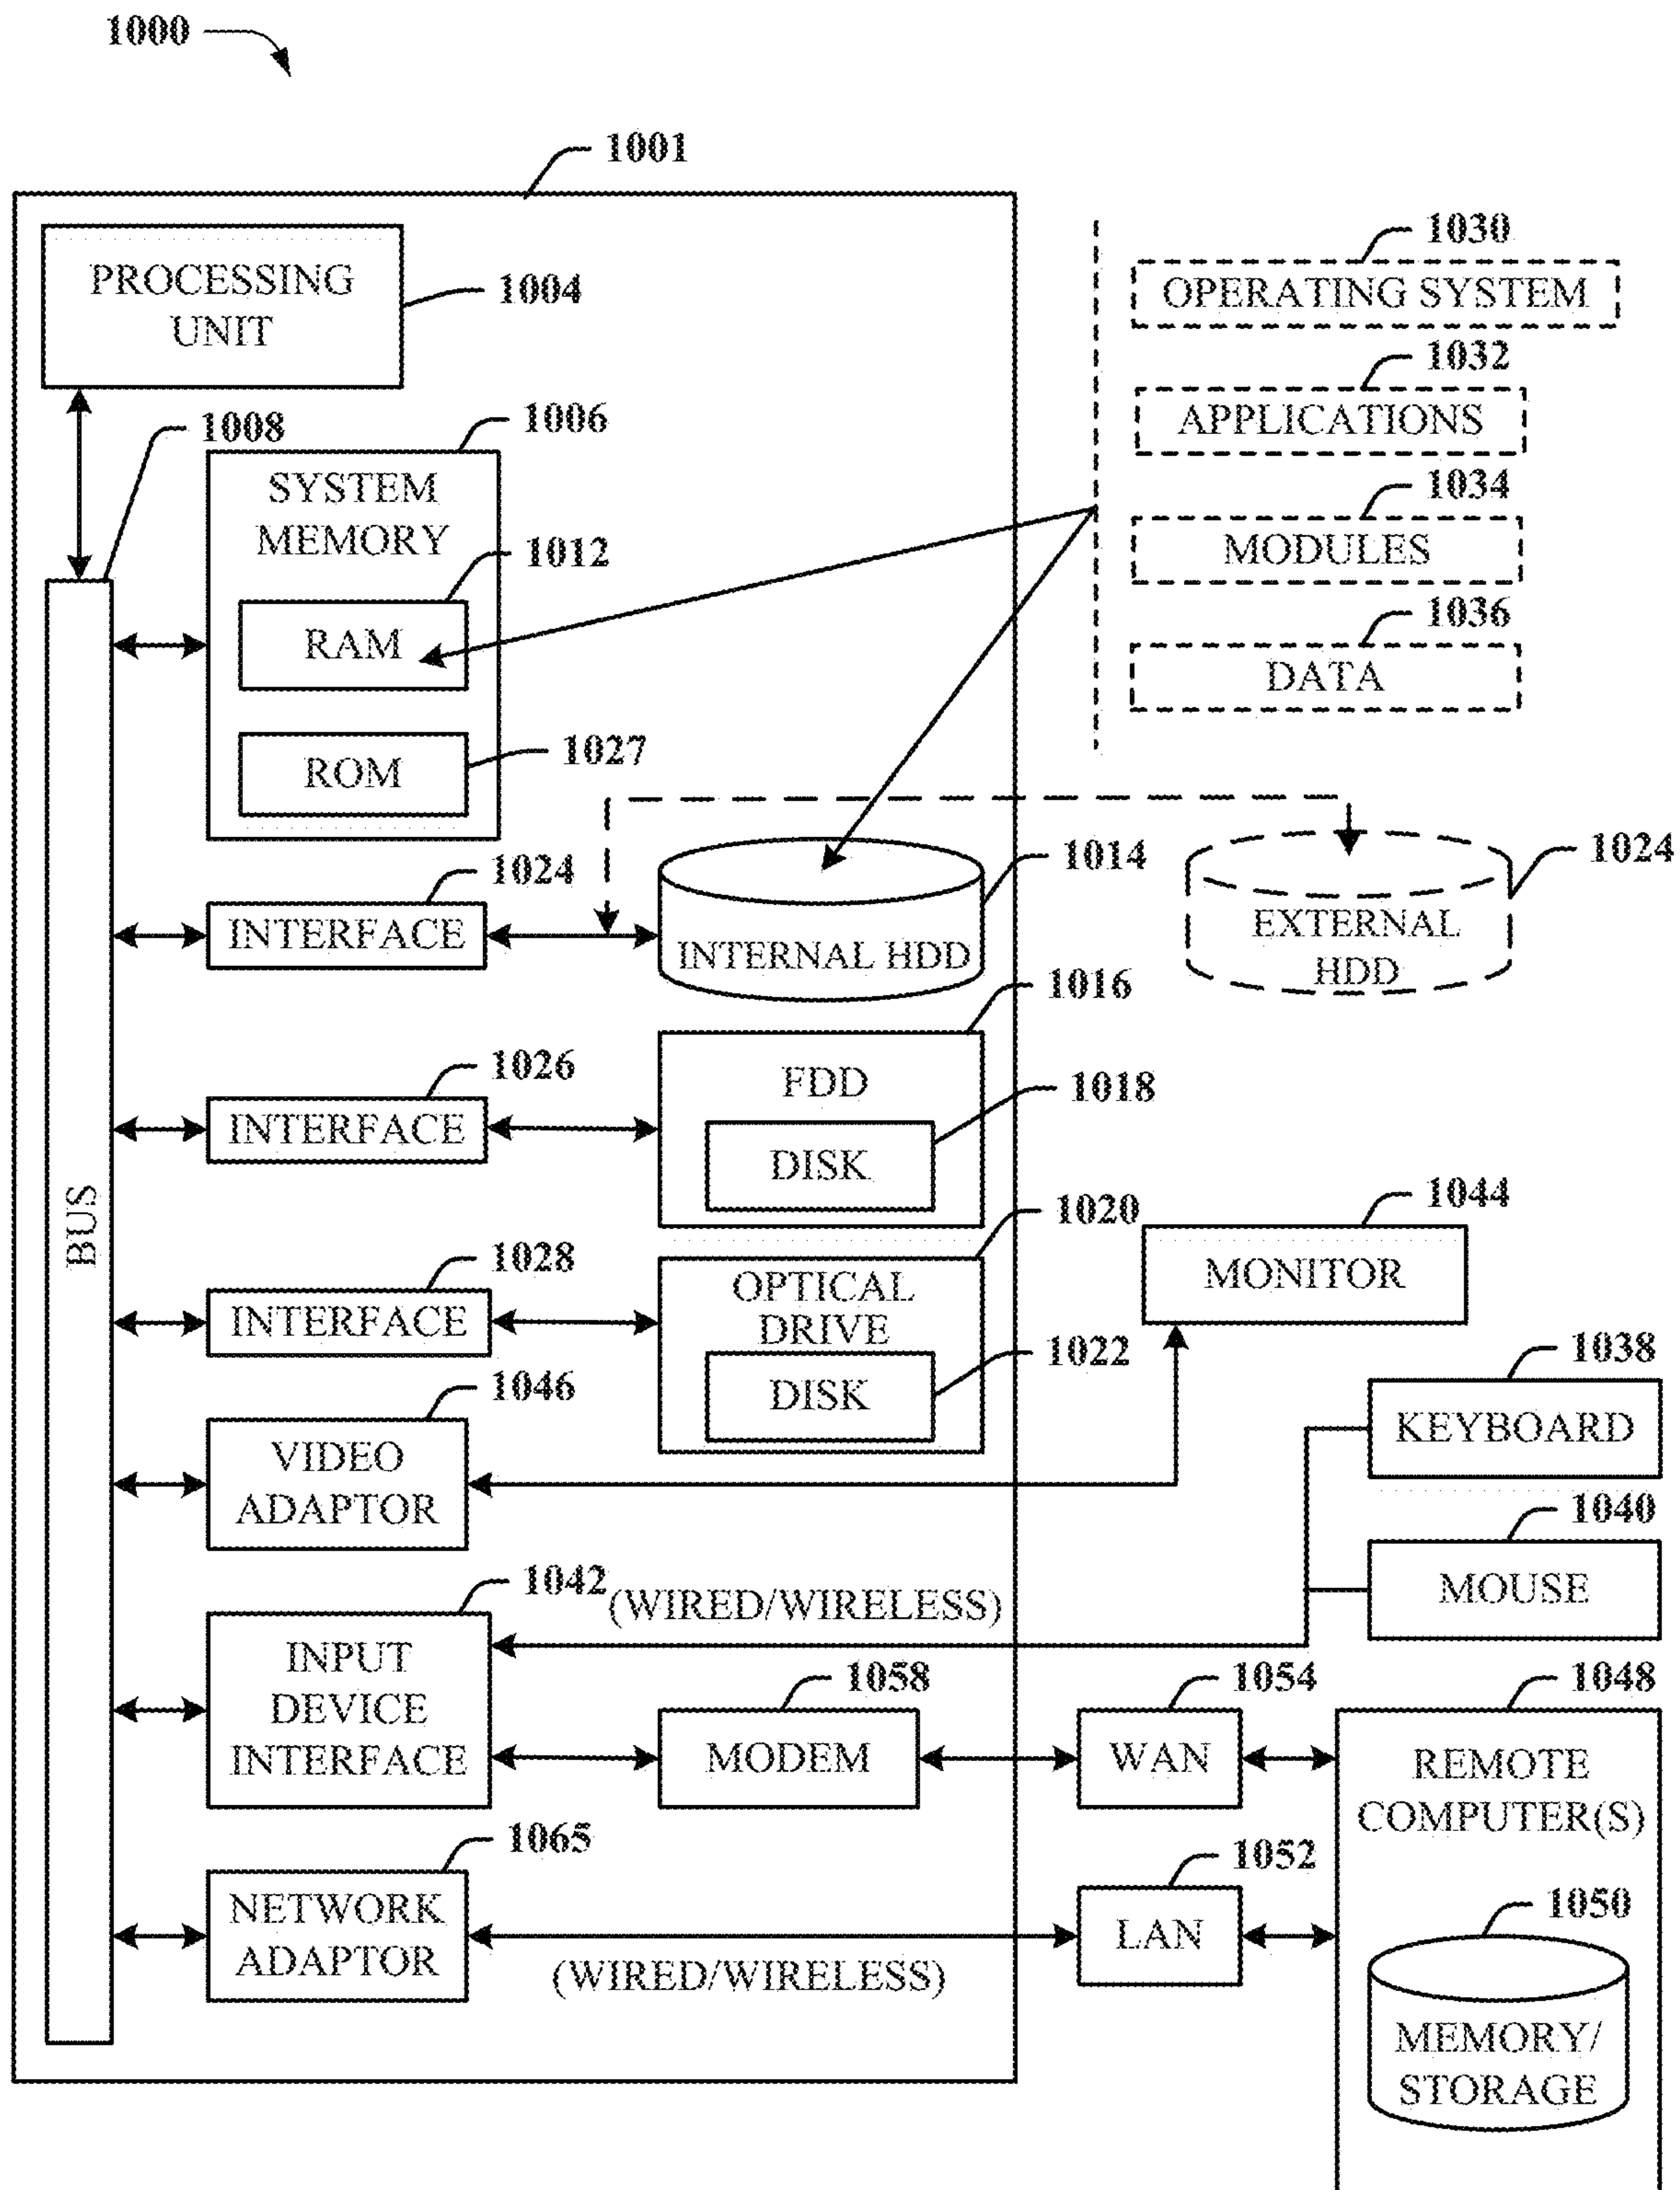 1000
1001
PROCESSING
UNIT
1004
1030
OPERATING SYSTEM
1032
APPLICATIONS
1034
MODULES
1036
DATA
1008
1006
SYSTEM
MEMORY
1012
RAM
ROM
1027
BUS
1024
INTERFACE
1014
INTERNAL HDD
1024
EXTERNAL
HDD
1026
INTERFACE
1016
FDD
1018
DISK
1028
INTERFACE
1020
OPTICAL
DRIVE
1022
DISK
1044
MONITOR
1046
VIDEO
ADAPTOR
1038
KEYBOARD
1040
MOUSE
1042
(WIRED/WIRELESS)
INPUT
DEVICE
INTERFACE
1058
MODEM
1054
WAN
1048
REMOTE
COMPUTER(S)
1065
NETWORK
ADAPTOR
(WIRED/WIRELESS)
1052
LAN
1050
MEMORY/
STORAGE